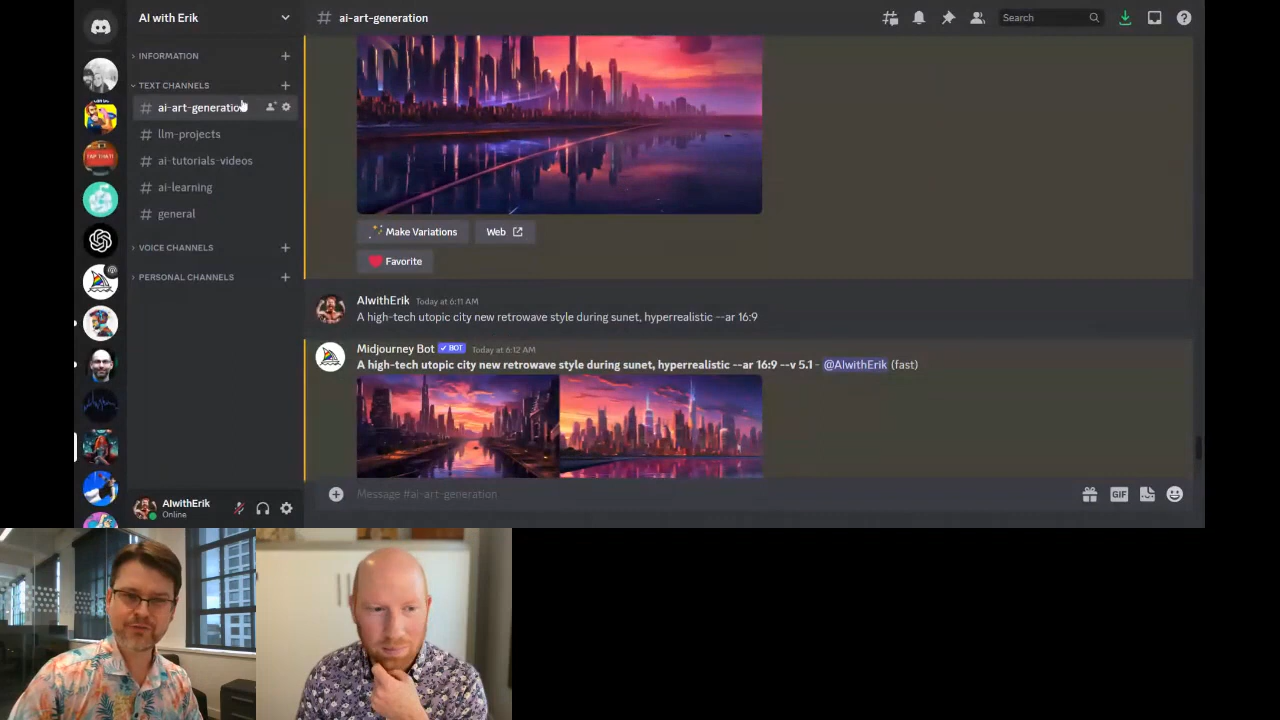 AI with Erik
ai-art-generation
Search
INFORMATION
TEXT CHANNELS
ai-art-generation
llm-projects
ai-tutorials-videos
ai-learning
general
VOICE CHANNELS
PERSONAL CHANNELS
AIwithErik
Online
Make Variations
Web
Favorite
AIwithErik Today at 6:11 AM
A high-tech utopic city new retrowave style during sunet, hyperrealistic --ar 16:9
Midjourney Bot BOT Today at 6:12 AM
A high-tech utopic city new retrowave style during sunet, hyperrealistic --ar 16:9 --v 5.1 - @AIwithErik (fast)
Message #ai-art-generation
GIF